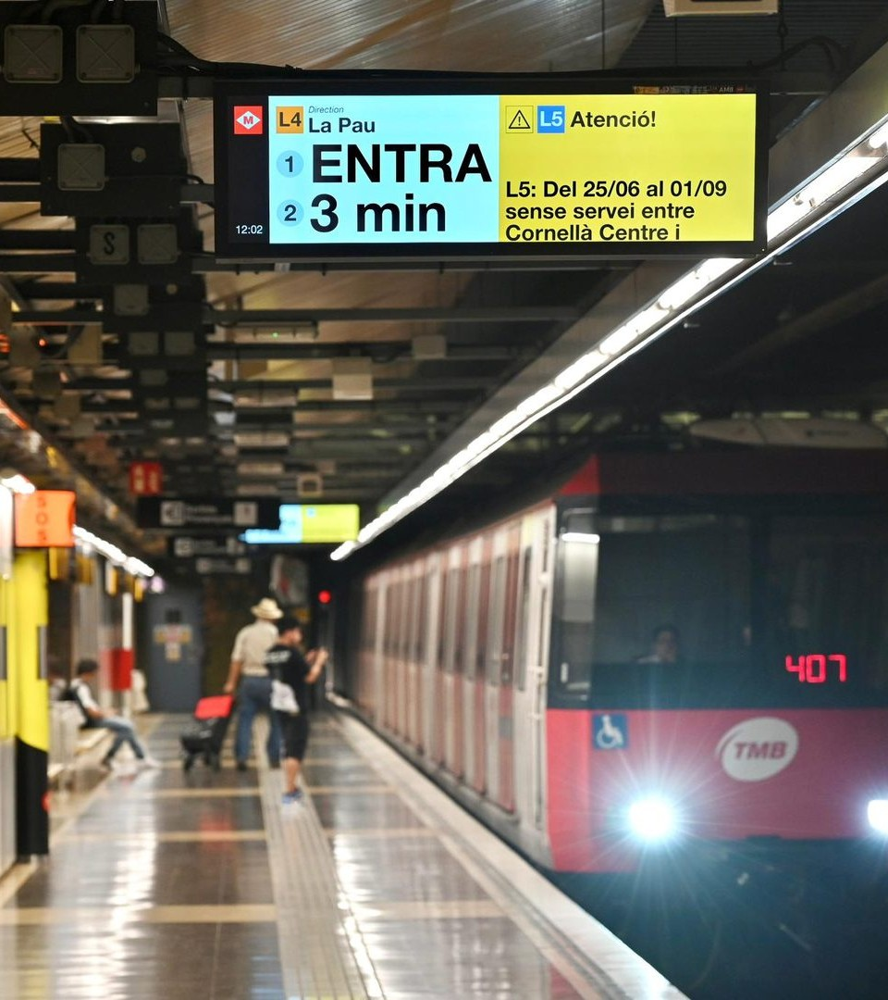 M
L4 Direction
La Pau
1 ENTRA
2 3 min
12:02
L5 Atenció!
L5: Del 25/06 al 01/09
sense servei entre
Cornellà Centre i
S
SOS
407
TMB